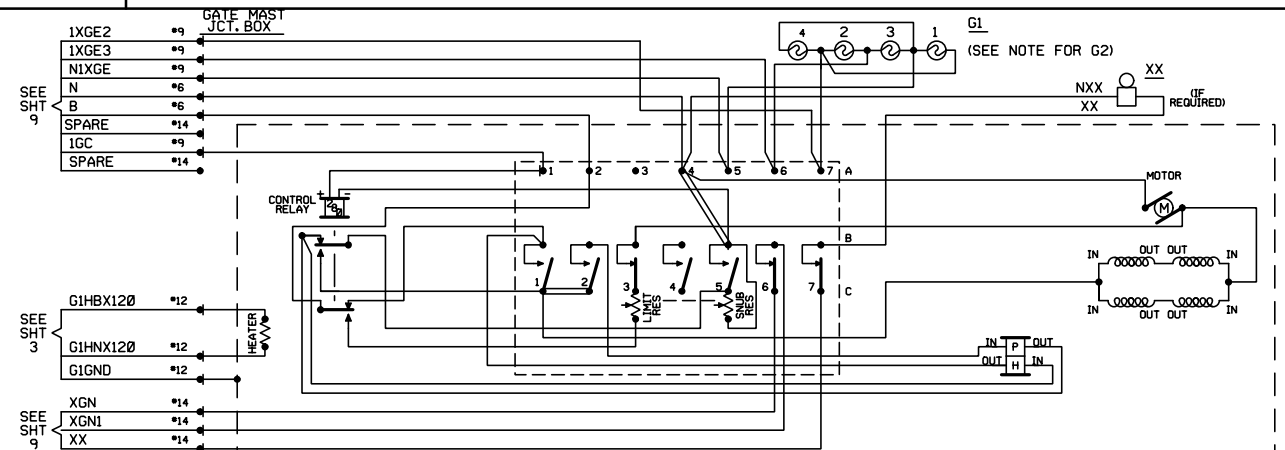 GATE MAST
JCT. BOX
1XGE2 #9
1XGE3 #9
N1XGE #9
N #6
B #6
SPARE #14
1GC #9
SPARE #14
SEE
SHT
9
4 2 3 1
G1
(SEE NOTE FOR G2)
NXX
XX
XX
(IF
REQUIRED)
1 2 3 4 5 6 7 A
CONTROL
RELAY
+ -
280
MOTOR
M
B
1 2 3 4 5 6 7 C
LIMIT
RES
SNUB
RES
IN OUT OUT IN
IN OUT OUT IN
IN P OUT
OUT H IN
G1HBX120 #12
G1HNX120 #12
G1GND #12
SEE
SHT
3
HEATER
XGN #14
XGN1 #14
XX #14
SEE
SHT
9